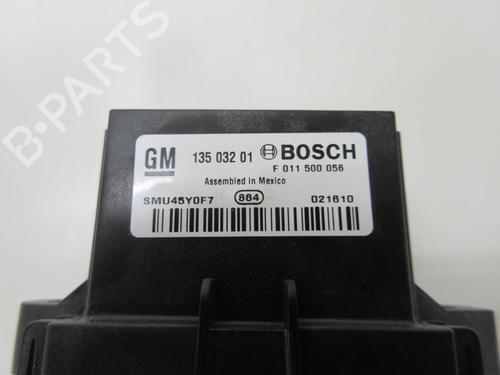 B-PARTS
GM 135 032 01 BOSCH
F 011 500 056
Assembled in Mexico
SMU45Y0F7 864 021610